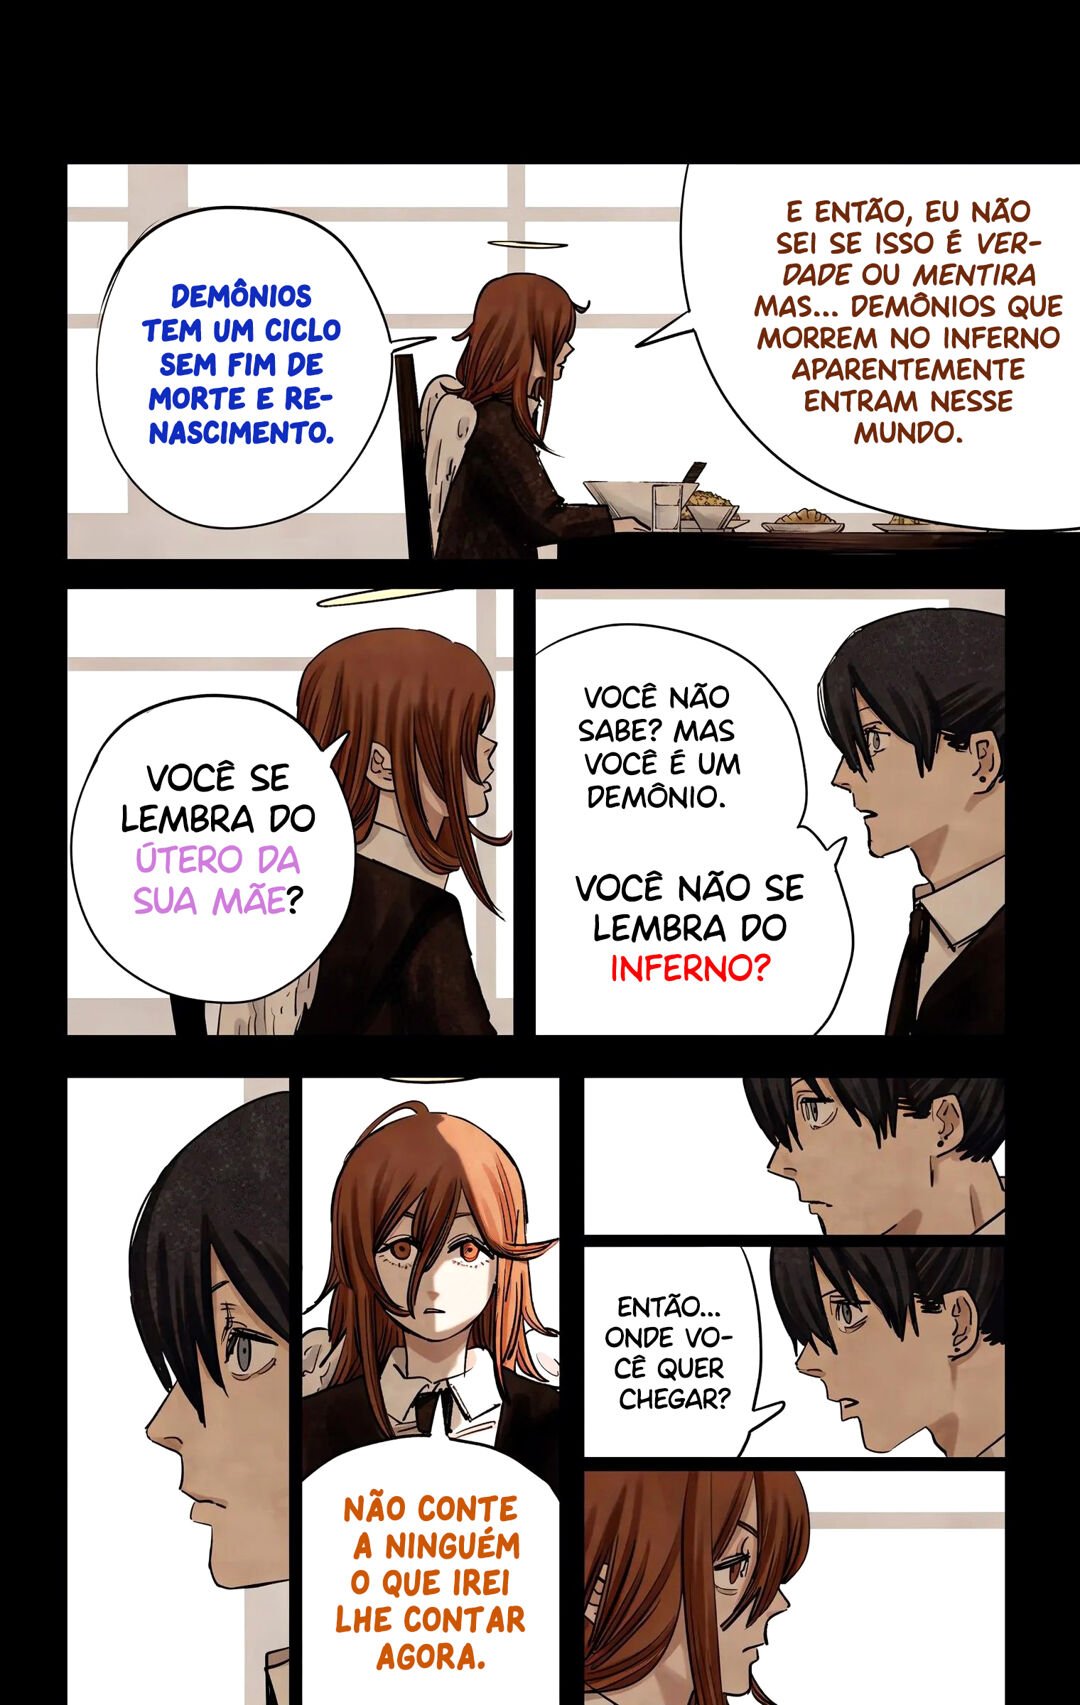 E ENTÃO, EU NÃO
SEI SE ISSO É VER-
DADE OU MENTIRA
MAS... DEMÔNIOS QUE
MORREM NO INFERNO
APARENTEMENTE
ENTRAM NESSE
MUNDO.
DEMÔNIOS
TEM UM CICLO
SEM FIM DE
MORTE E RE-
NASCIMENTO.
VOCÊ NÃO
SABE? MAS
VOCÊ É UM
DEMÔNIO.
VOCÊ NÃO SE
LEMBRA DO
INFERNO?
VOCÊ SE
LEMBRA DO
ÚTERO DA
SUA MÃE?
ENTÃO...
ONDE VO-
CÊ QUER
CHEGAR?
NÃO CONTE
A NINGUÉM
O QUE IREI
LHE CONTAR
AGORA.